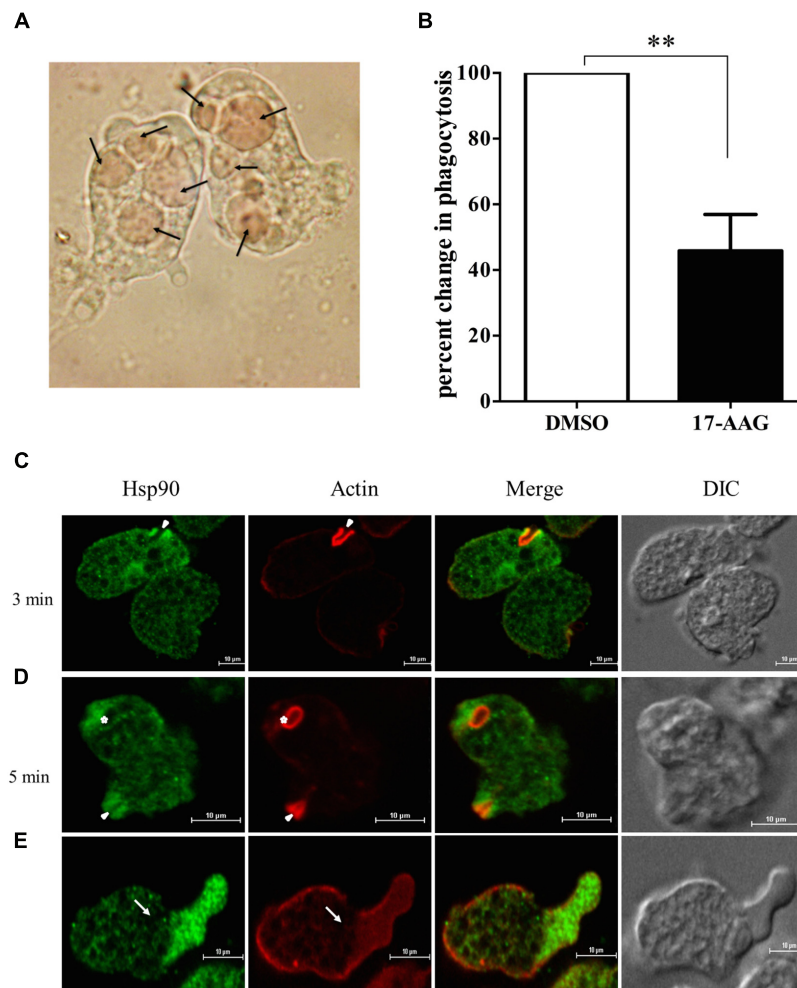 A
B
**
percent change in phagocytosis
100
80
60
40
20
0
DMSO
17-AAG
C
Hsp90
Actin
Merge
DIC
3 min
10 µm
10 µm
10 µm
10 µm
D
5 min
10 µm
10 µm
10 µm
10 µm
E
10 µm
10 µm
10 µm
10 µm